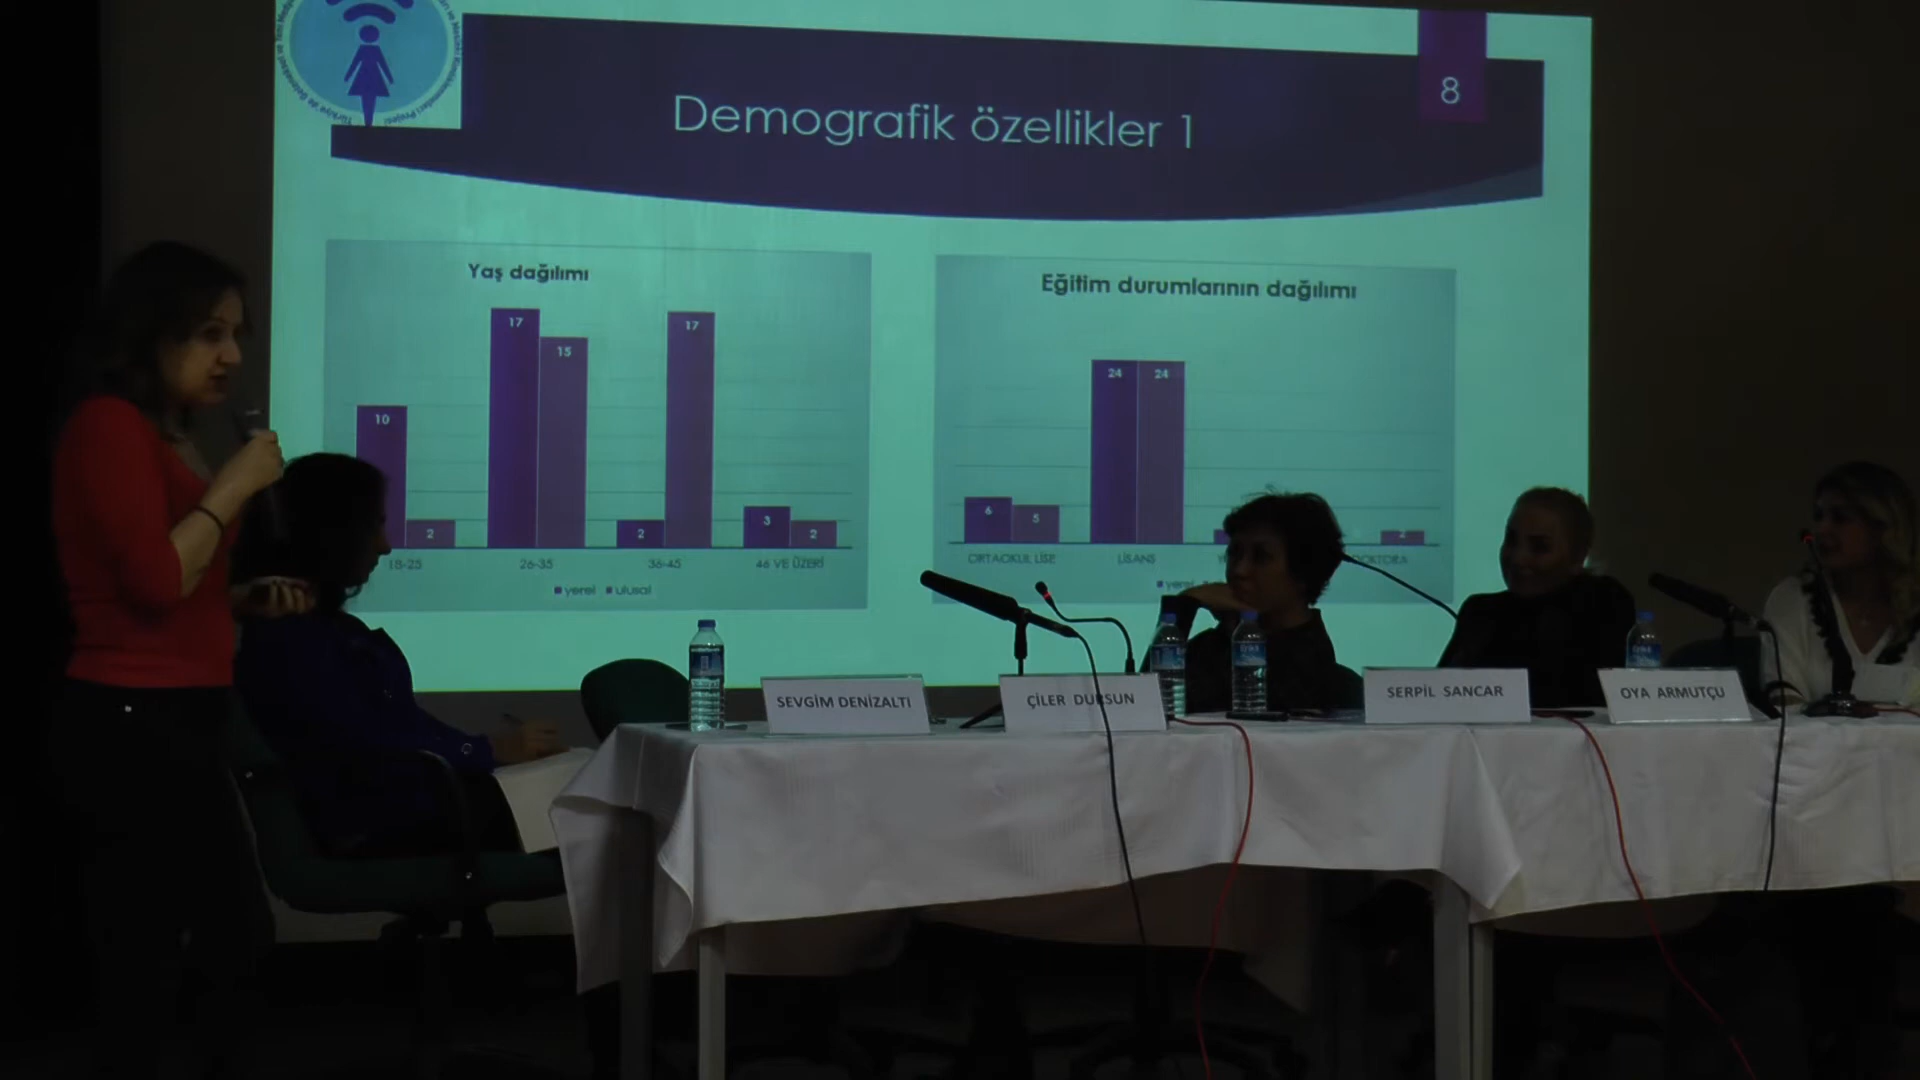 8
Demografik özellikler 1
Yaş dağılımı
17
17
15
10
2
2
3
2
18-25
26-35
36-45
46 VE ÜZERİ
yerel ulusal
Eğitim durumlarının dağılımı
24
24
6
5
2
ORTAOKUL LİSE
LİSANS
DOKTORA
yerel
SEVGİM DENİZALTI
ÇİLER DURSUN
SERPİL SANCAR
OYA ARMUTÇU